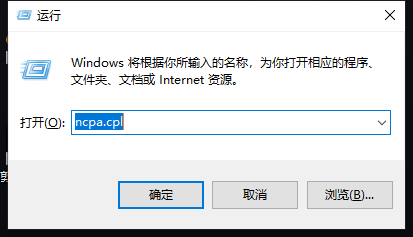 运行
Windows 将根据你所输入的名称，为你打开相应的程序、
文件夹、文档或 Internet 资源。
打开(O): ncpa.cpl
确定 取消 浏览(B)...